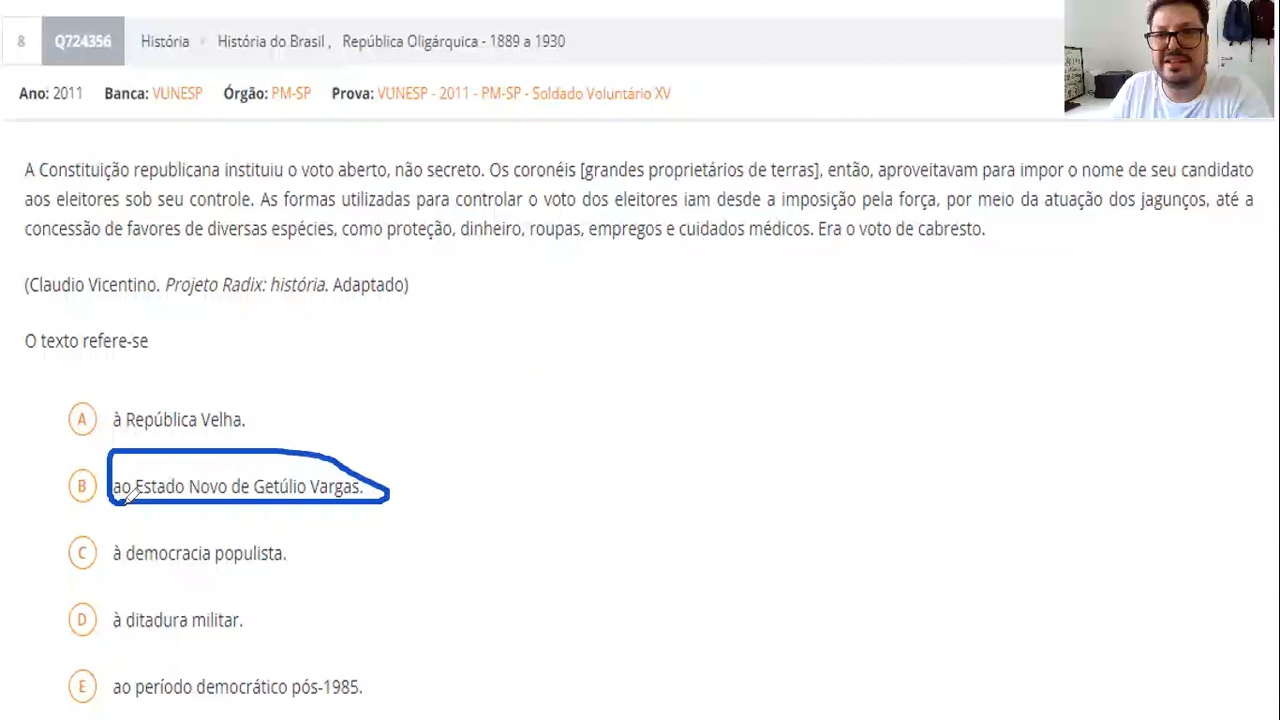 8 Q724356 História História do Brasil , República Oligárquica - 1889 a 1930
Ano: 2011 Banca: VUNESP Órgão: PM-SP Prova: VUNESP - 2011 - PM-SP - Soldado Voluntário XV
A Constituição republicana instituiu o voto aberto, não secreto. Os coronéis [grandes proprietários de terras], então, aproveitavam para impor o nome de seu candidato
aos eleitores sob seu controle. As formas utilizadas para controlar o voto dos eleitores iam desde a imposição pela força, por meio da atuação dos jagunços, até a
concessão de favores de diversas espécies, como proteção, dinheiro, roupas, empregos e cuidados médicos. Era o voto de cabresto.
(Claudio Vicentino. Projeto Radix: história. Adaptado)
O texto refere-se
A à República Velha.
B ao Estado Novo de Getúlio Vargas.
C à democracia populista.
D à ditadura militar.
E ao período democrático pós-1985.